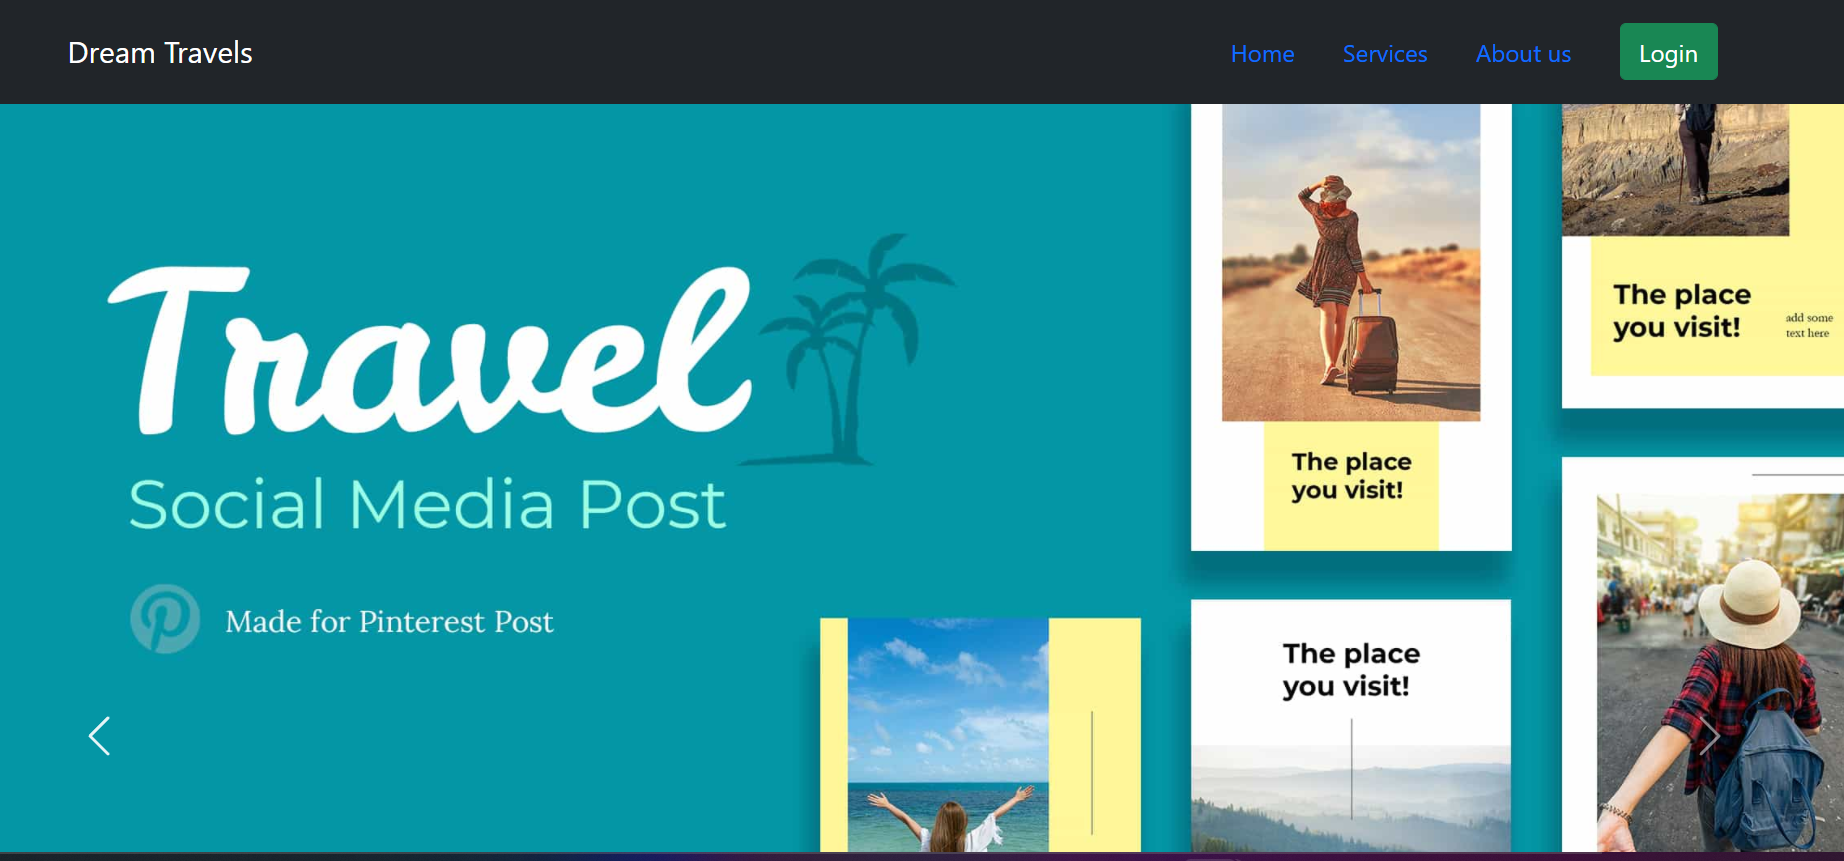 Dream Travels
Home
Services
About us
Login
Travel
Social Media Post
Made for Pinterest Post
The place
you visit!
The place
you visit!
add some
text here
The place
you visit!